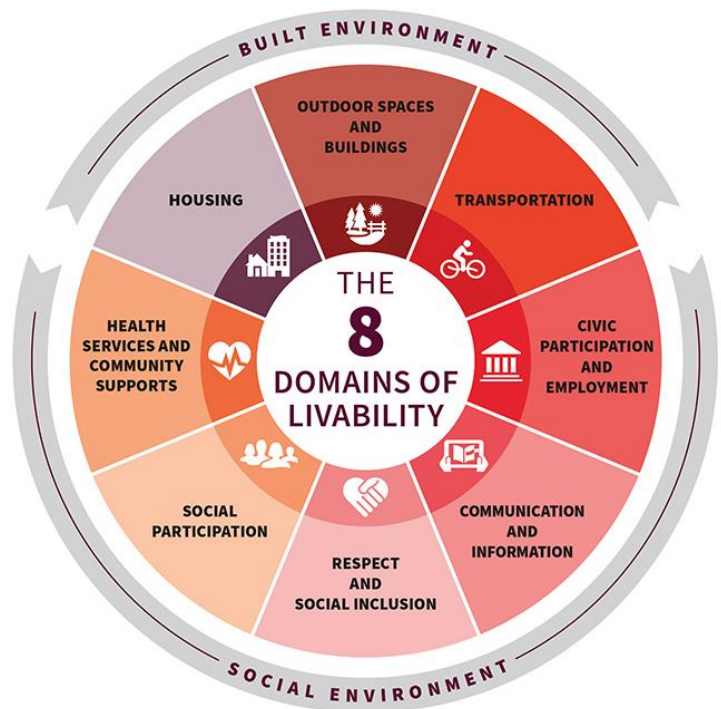 BUILT ENVIRONMENT
OUTDOOR SPACES
AND
BUILDINGS
HOUSING
TRANSPORTATION
THE
8
DOMAINS OF
LIVABILITY
HEALTH
SERVICES AND
COMMUNITY
SUPPORTS
CIVIC
PARTICIPATION
AND
EMPLOYMENT
SOCIAL
PARTICIPATION
COMMUNICATION
AND
INFORMATION
RESPECT
AND
SOCIAL INCLUSION
SOCIAL ENVIRONMENT